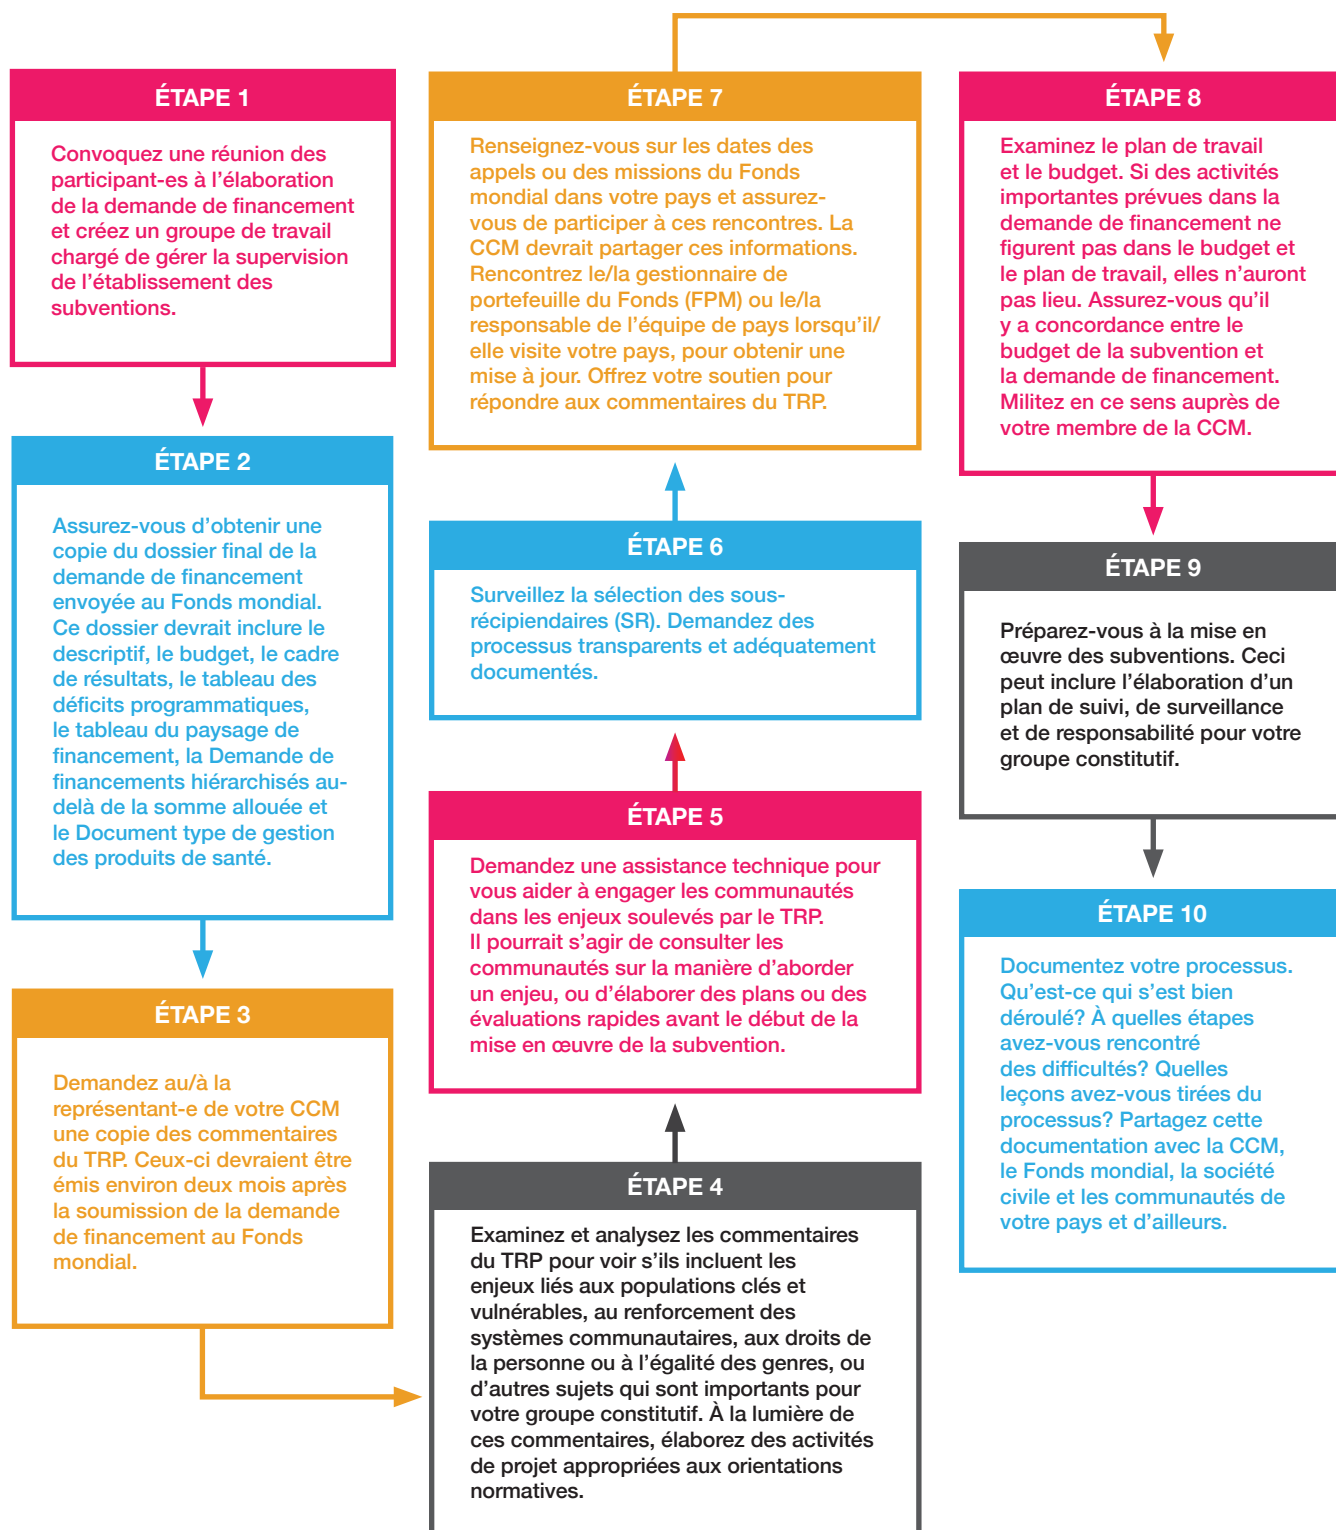 ÉTAPE 1
Convoquez une réunion des
participant-es à l’élaboration
de la demande de financement
et créez un groupe de travail
chargé de gérer la supervision
de l’établissement des
subventions.
ÉTAPE 2
Assurez-vous d’obtenir une
copie du dossier final de la
demande de financement
envoyée au Fonds mondial.
Ce dossier devrait inclure le
descriptif, le budget, le cadre
de résultats, le tableau des
déficits programmatiques,
le tableau du paysage de
financement, la Demande de
financements hiérarchisés au-
delà de la somme allouée et
le Document type de gestion
des produits de santé.
ÉTAPE 3
Demandez au/à la
représentant-e de votre CCM
une copie des commentaires
du TRP. Ceux-ci devraient être
émis environ deux mois après
la soumission de la demande
de financement au Fonds
mondial.
ÉTAPE 4
Examinez et analysez les commentaires
du TRP pour voir s’ils incluent les
enjeux liés aux populations clés et
vulnérables, au renforcement des
systèmes communautaires, aux droits de
la personne ou à l’égalité des genres, ou
d’autres sujets qui sont importants pour
votre groupe constitutif. À la lumière de
ces commentaires, élaborez des activités
de projet appropriées aux orientations
normatives.
ÉTAPE 5
Demandez une assistance technique pour
vous aider à engager les communautés
dans les enjeux soulevés par le TRP.
Il pourrait s’agir de consulter les
communautés sur la manière d’aborder
un enjeu, ou d’élaborer des plans ou des
évaluations rapides avant le début de la
mise en œuvre de la subvention.
ÉTAPE 6
Surveillez la sélection des sous-
récipiendaires (SR). Demandez des
processus transparents et adéquatement
documentés.
ÉTAPE 7
Renseignez-vous sur les dates des
appels ou des missions du Fonds
mondial dans votre pays et assurez-
vous de participer à ces rencontres. La
CCM devrait partager ces informations.
Rencontrez le/la gestionnaire de
portefeuille du Fonds (FPM) ou le/la
responsable de l’équipe de pays lorsqu’il/
elle visite votre pays, pour obtenir une
mise à jour. Offrez votre soutien pour
répondre aux commentaires du TRP.
ÉTAPE 8
Examinez le plan de travail
et le budget. Si des activités
importantes prévues dans la
demande de financement ne
figurent pas dans le budget et
le plan de travail, elles n’auront
pas lieu. Assurez-vous qu’il
y a concordance entre le
budget de la subvention et
la demande de financement.
Militez en ce sens auprès de
votre membre de la CCM.
ÉTAPE 9
Préparez-vous à la mise en
œuvre des subventions. Ceci
peut inclure l’élaboration d’un
plan de suivi, de surveillance
et de responsabilité pour votre
groupe constitutif.
ÉTAPE 10
Documentez votre processus.
Qu’est-ce qui s’est bien
déroulé? À quelles étapes
avez-vous rencontré
des difficultés? Quelles
leçons avez-vous tirées du
processus? Partagez cette
documentation avec la CCM,
le Fonds mondial, la société
civile et les communautés de
votre pays et d’ailleurs.